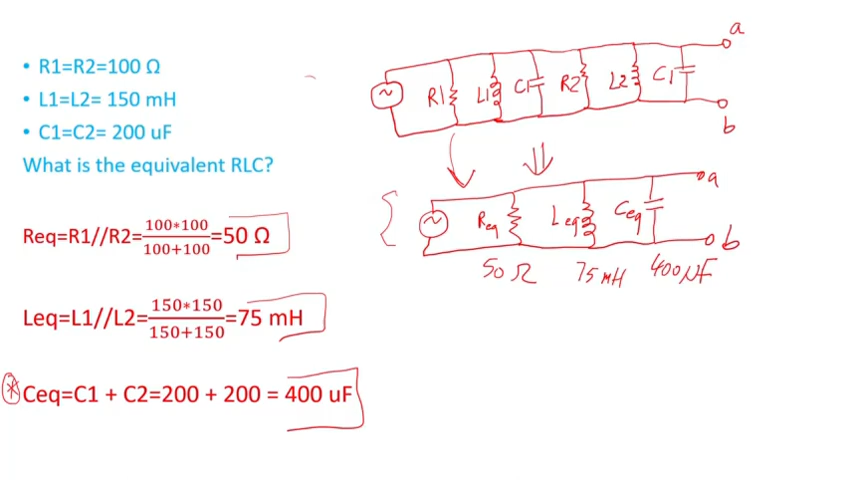 • R1=R2=100 Ω
• L1=L2= 150 mH
• C1=C2= 200 uF
What is the equivalent RLC?
Req=R1//R2=100*100/100+100=50 Ω
Leq=L1//L2=150*150/150+150=75 mH
* Ceq=C1 + C2=200 + 200 = 400 uF
a
R1 L1 C1 R2 L2 C1
b
a
Req Leq Ceq
b
50 Ω 75 mH 400 μF